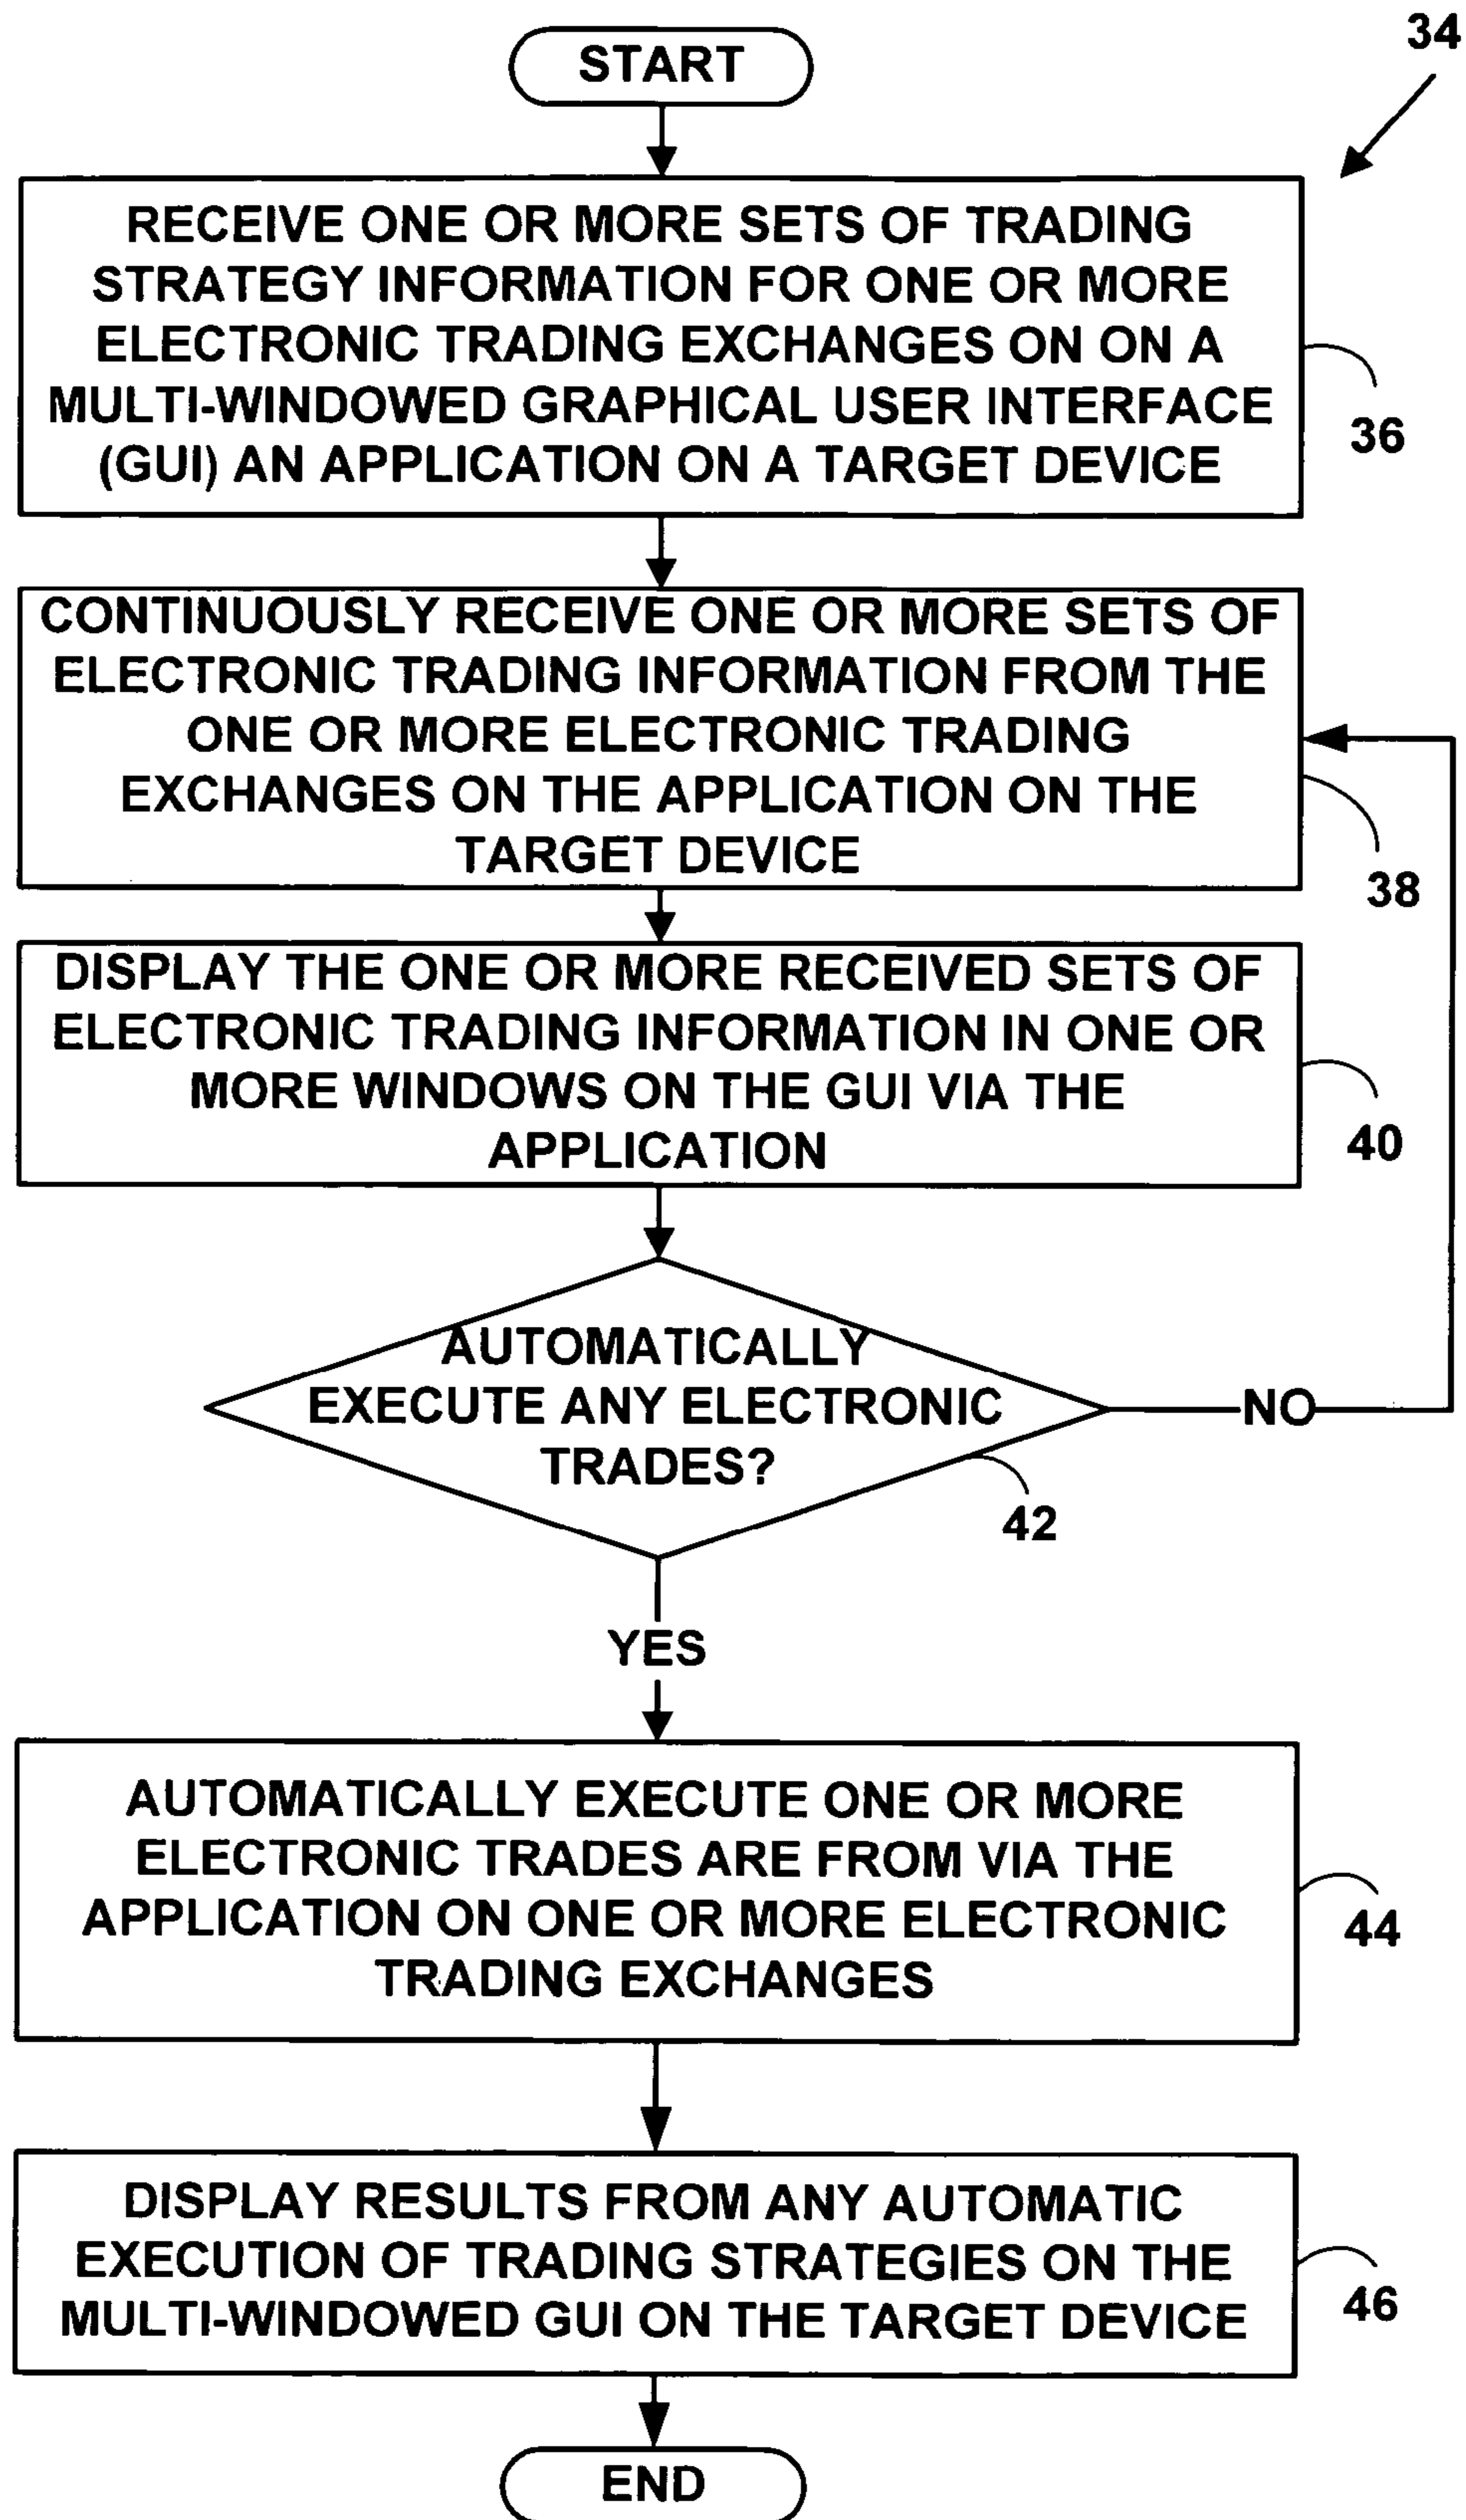 START
34
RECEIVE ONE OR MORE SETS OF TRADING
STRATEGY INFORMATION FOR ONE OR MORE
ELECTRONIC TRADING EXCHANGES ON ON A
MULTI-WINDOWED GRAPHICAL USER INTERFACE
(GUI) AN APPLICATION ON A TARGET DEVICE
36
CONTINUOUSLY RECEIVE ONE OR MORE SETS OF
ELECTRONIC TRADING INFORMATION FROM THE
ONE OR MORE ELECTRONIC TRADING
EXCHANGES ON THE APPLICATION ON THE
TARGET DEVICE
38
DISPLAY THE ONE OR MORE RECEIVED SETS OF
ELECTRONIC TRADING INFORMATION IN ONE OR
MORE WINDOWS ON THE GUI VIA THE
APPLICATION
40
AUTOMATICALLY
EXECUTE ANY ELECTRONIC
TRADES?
NO
42
YES
AUTOMATICALLY EXECUTE ONE OR MORE
ELECTRONIC TRADES ARE FROM VIA THE
APPLICATION ON ONE OR MORE ELECTRONIC
TRADING EXCHANGES
44
DISPLAY RESULTS FROM ANY AUTOMATIC
EXECUTION OF TRADING STRATEGIES ON THE
MULTI-WINDOWED GUI ON THE TARGET DEVICE
46
END